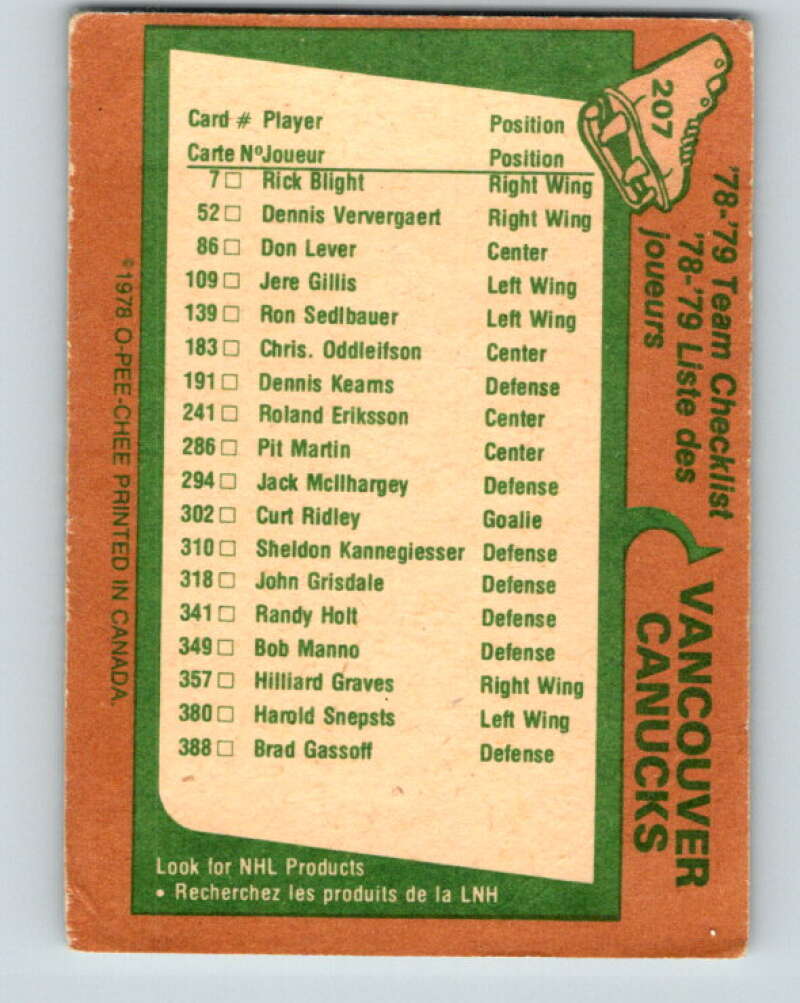 207
'78-'79 Team Checklist
'78-'79 Liste des
joueurs
VANCOUVER
CANUCKS
Card # Player Position
Carte Nº Joueur Position
7 □ Rick Blight Right Wing
52 □ Dennis Ververgaert Right Wing
86 □ Don Lever Center
109 □ Jere Gillis Left Wing
139 □ Ron Sedlbauer Left Wing
183 □ Chris. Oddleifson Center
191 □ Dennis Kearns Defense
241 □ Roland Eriksson Center
286 □ Pit Martin Center
294 □ Jack McIlhargey Defense
302 □ Curt Ridley Goalie
310 □ Sheldon Kannegiesser Defense
318 □ John Grisdale Defense
341 □ Randy Holt Defense
349 □ Bob Manno Defense
357 □ Hilliard Graves Right Wing
380 □ Harold Snepsts Left Wing
388 □ Brad Gassoff Defense
Look for NHL Products
• Recherchez les produits de la LNH
©1978 O-PEE-CHEE PRINTED IN CANADA.